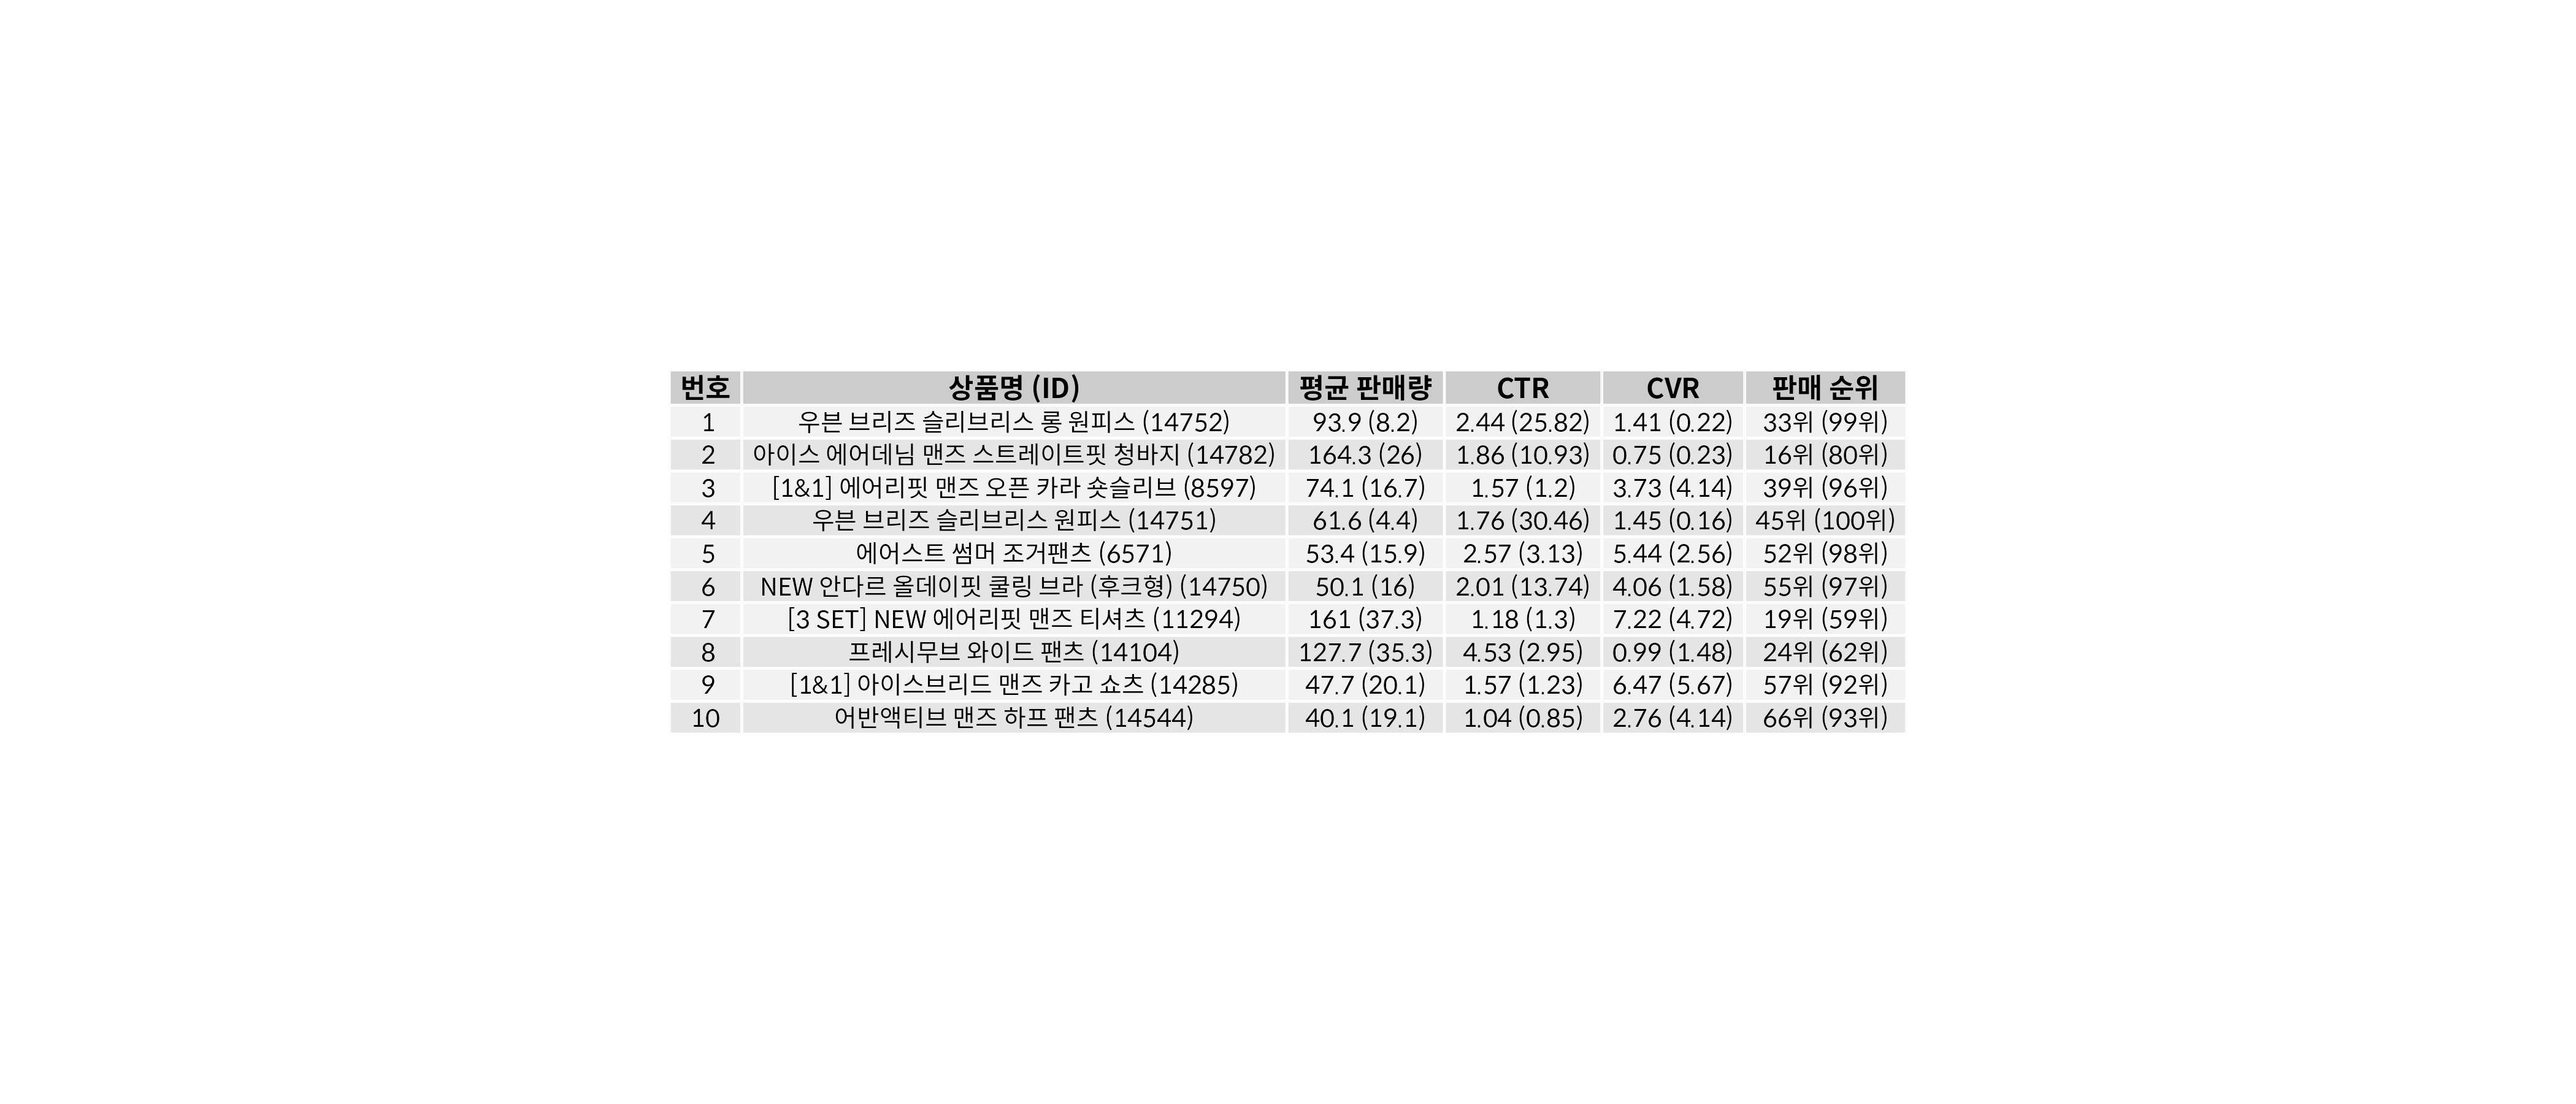 번호 상품명 (ID) 평균 판매량 CTR CVR 판매 순위
1 우븐 브리즈 슬리브리스 롱 원피스 (14752) 93.9 (8.2) 2.44 (25.82) 1.41 (0.22) 33위 (99위)
2 아이스 에어데님 맨즈 스트레이트핏 청바지 (14782) 164.3 (26) 1.86 (10.93) 0.75 (0.23) 16위 (80위)
3 [1&1] 에어리핏 맨즈 오픈 카라 숏슬리브 (8597) 74.1 (16.7) 1.57 (1.2) 3.73 (4.14) 39위 (96위)
4 우븐 브리즈 슬리브리스 원피스 (14751) 61.6 (4.4) 1.76 (30.46) 1.45 (0.16) 45위 (100위)
5 에어스트 썸머 조거팬츠 (6571) 53.4 (15.9) 2.57 (3.13) 5.44 (2.56) 52위 (98위)
6 NEW 안다르 올데이핏 쿨링 브라 (후크형) (14750) 50.1 (16) 2.01 (13.74) 4.06 (1.58) 55위 (97위)
7 [3 SET] NEW 에어리핏 맨즈 티셔츠 (11294) 161 (37.3) 1.18 (1.3) 7.22 (4.72) 19위 (59위)
8 프레시무브 와이드 팬츠 (14104) 127.7 (35.3) 4.53 (2.95) 0.99 (1.48) 24위 (62위)
9 [1&1] 아이스브리드 맨즈 카고 쇼츠 (14285) 47.7 (20.1) 1.57 (1.23) 6.47 (5.67) 57위 (92위)
10 어반액티브 맨즈 하프 팬츠 (14544) 40.1 (19.1) 1.04 (0.85) 2.76 (4.14) 66위 (93위)